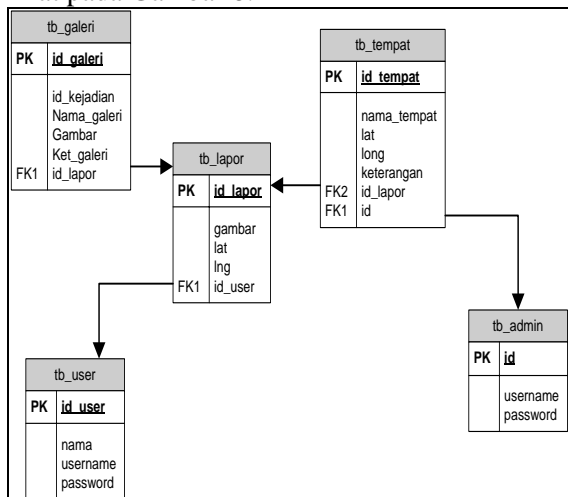 tb_galeri
PK id_galeri
id_kejadian
Nama_galeri
Gambar
Ket_galeri
FK1 id_lapor
tb_tempat
PK id_tempat
nama_tempat
lat
long
keterangan
FK2 id_lapor
FK1 id
tb_lapor
PK id_lapor
gambar
lat
lng
FK1 id_user
tb_admin
PK id
username
password
tb_user
PK id_user
nama
username
password